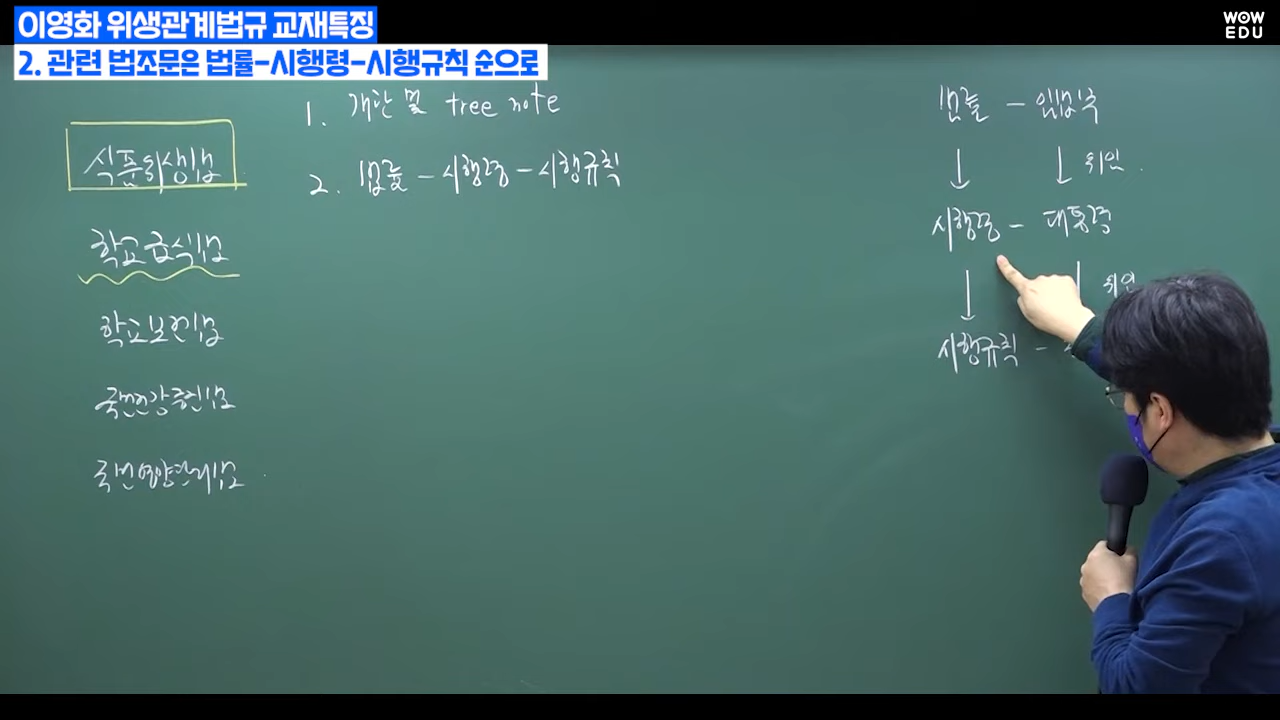 이영화 위생관계법규 교재특징
2. 관련 법조문은 법률-시행령-시행규칙 순으로
WOW
EDU
식품위생법
학교급식법
학교보건법
국민건강증진법
국민영양관리법
1. 개관 및 tree note
2. 법률 - 시행령 - 시행규칙
법률 - 입법부
↓ ↓ 위임.
시행령 - 대통령
↓ 위임
시행규칙 -